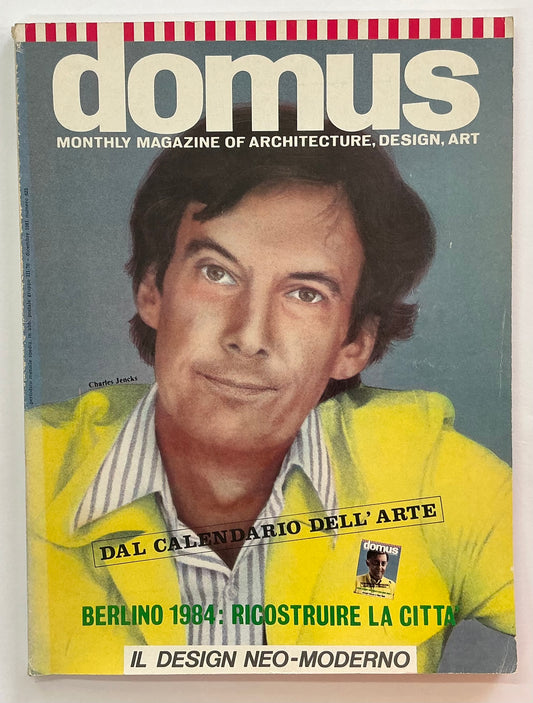 domus
MONTHLY MAGAZINE OF ARCHITECTURE, DESIGN, ART
Charles Jencks
DAL CALENDARIO DELL'ARTE
domus
BERLINO 1984: RICOSTRUIRE LA CITTA'
IL DESIGN NEO-MODERNO